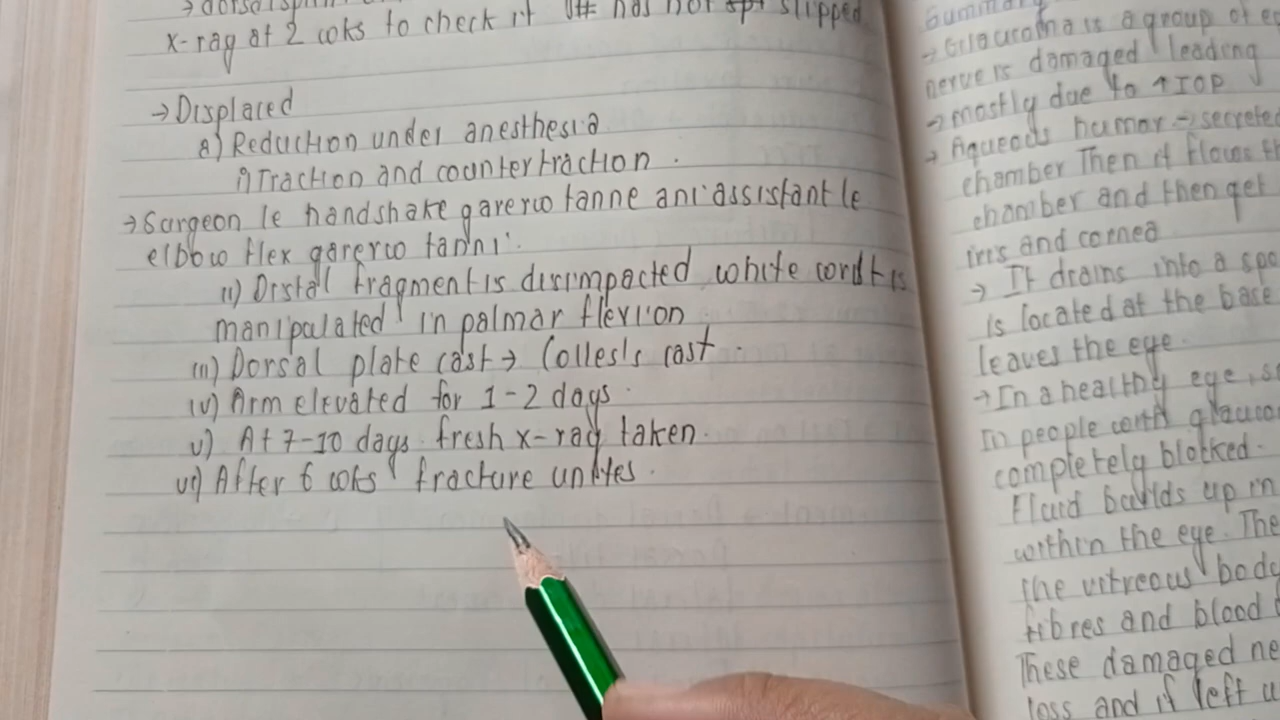 → dorsal
x-ray at 2 wks to check if it has not slipped
→ Displaced
a) Reduction under anesthesia
i) Traction and countertraction .
→ Surgeon le handshake garera tanne ani assistant le
elbow flex garera tanni .
ii) Distal fragment is disimpacted while wrist is
manipulated in palmar flexion
iii) Dorsal plate cast → Colles's cast .
iv) Arm elevated for 1-2 days .
v) At 7-10 days fresh x-ray taken .
vi) After 6 wks fracture unites .
Summary
→ Glaucoma is a group of
nerve is damaged leading
→ mostly due to ↑IOP
→ Aqueous humor → secreted
chamber Then it flows
chamber and then get
iris and cornea
→ It drains into a
is located at the base
leaves the eye .
→ In a healthy eye,
In people with
completely blocked .
Fluid builds up in
within the eye . The
the vitreous body
fibres and blood
These damaged
loss and if left